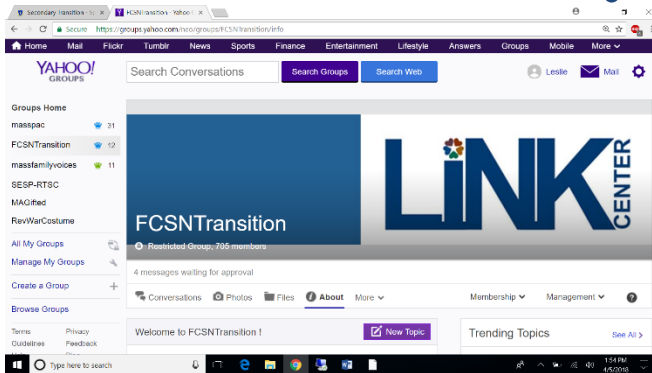 Secondary Transition - 
FCSNTransition - Yahoo 
Secure https://groups.yahoo.com/neo/groups/FCSNTransition/info
Home Mail Flickr Tumblr News Sports Finance Entertainment Lifestyle Answers Groups Mobile More
YAHOO!
GROUPS
Search Conversations Search Groups Search Web Leslie Mail
Groups Home
masspac 31
FCSNTransition 12
massfamilyvoices 11
SESP-RTSC
MAGifted
RevWarCostume
All My Groups
Manage My Groups
Create a Group
Browse Groups
Terms Privacy
Guidelines Feedback
LINK CENTER
FCSNTransition
Restricted Group, 705 members
4 messages waiting for approval
Conversations Photos Files About More Membership Management
Welcome to FCSNTransition ! New Topic Trending Topics See All
Type here to search
1:54 PM
4/5/2018